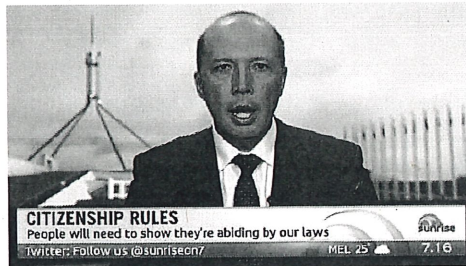 CITIZENSHIP RULES
People will need to show they're abiding by our laws
sunrise
Twitter: Follow us @sunriseon7 MEL 25° 7.16